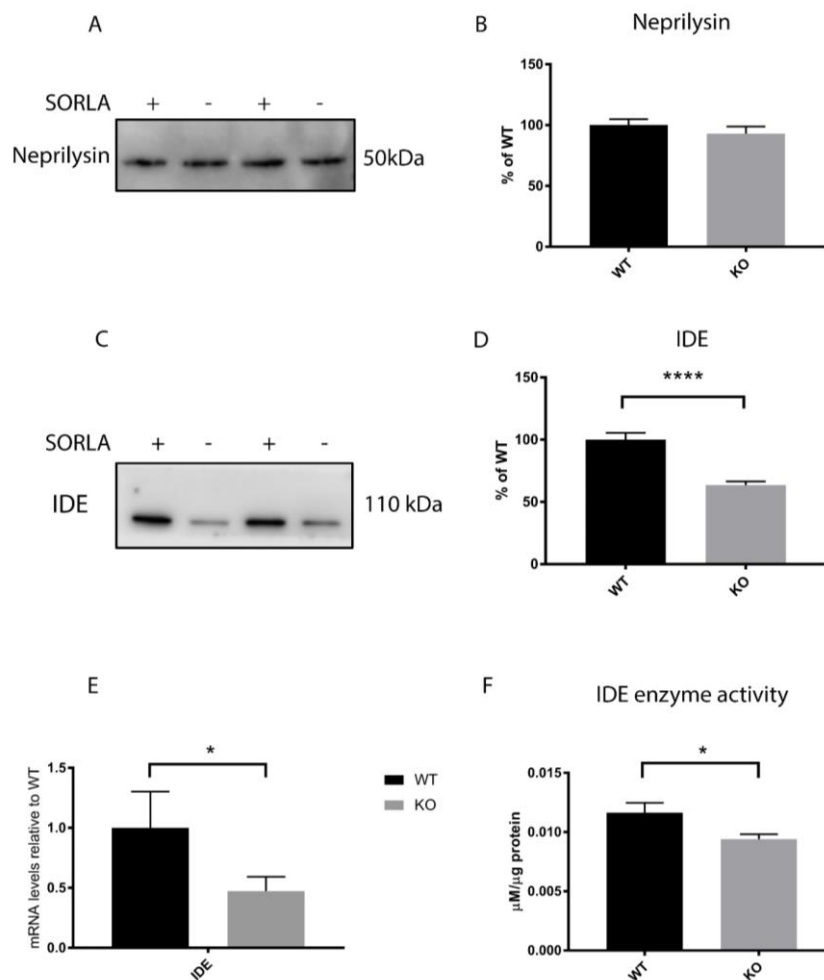 A
SORLA + - + -
Neprilysin 50kDa
B
Neprilysin
150
100
50
0
% of WT
WT KO
C
SORLA + - + -
IDE 110 kDa
D
IDE
****
150
100
50
0
% of WT
WT KO
E
*
1.5
1.0
0.5
0.0
mRNA levels relative to WT
IDE
WT
KO
F
IDE enzyme activity
*
0.015
0.010
0.005
0.000
µM/µg protein
WT KO